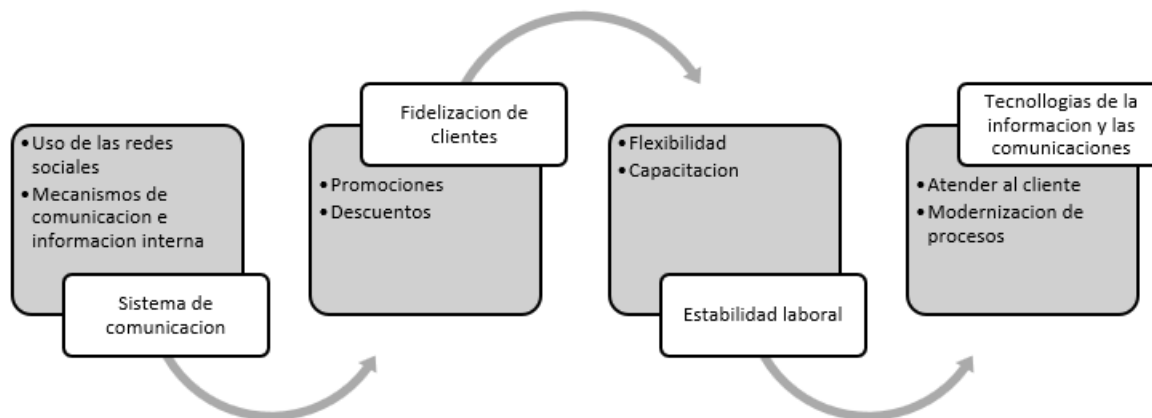 • Uso de las redes
sociales
• Mecanismos de
comunicacion e
informacion interna
Sistema de
comunicacion
Fidelizacion de
clientes
• Promociones
• Descuentos
• Flexibilidad
• Capacitacion
Estabilidad laboral
Tecnollogias de la
informacion y las
comunicaciones
• Atender al cliente
• Modernizacion de
procesos